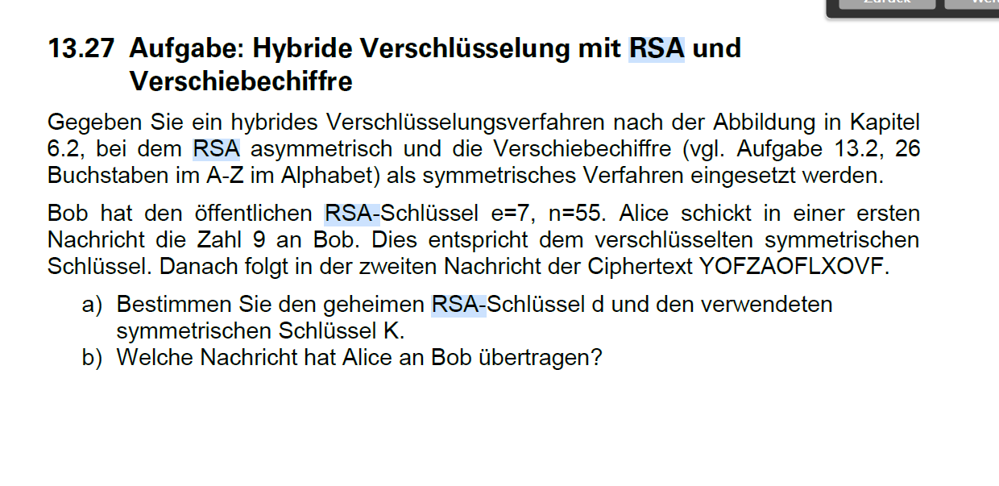 13.27 Aufgabe: Hybride Verschlüsselung mit RSA und
Verschiebechiffre
Gegeben Sie ein hybrides Verschlüsselungsverfahren nach der Abbildung in Kapitel
6.2, bei dem RSA asymmetrisch und die Verschiebechiffre (vgl. Aufgabe 13.2, 26
Buchstaben im A-Z im Alphabet) als symmetrisches Verfahren eingesetzt werden.
Bob hat den öffentlichen RSA-Schlüssel e=7, n=55. Alice schickt in einer ersten
Nachricht die Zahl 9 an Bob. Dies entspricht dem verschlüsselten symmetrischen
Schlüssel. Danach folgt in der zweiten Nachricht der Ciphertext YOFZAOFLXOVF.
a) Bestimmen Sie den geheimen RSA-Schlüssel d und den verwendeten
symmetrischen Schlüssel K.
b) Welche Nachricht hat Alice an Bob übertragen?